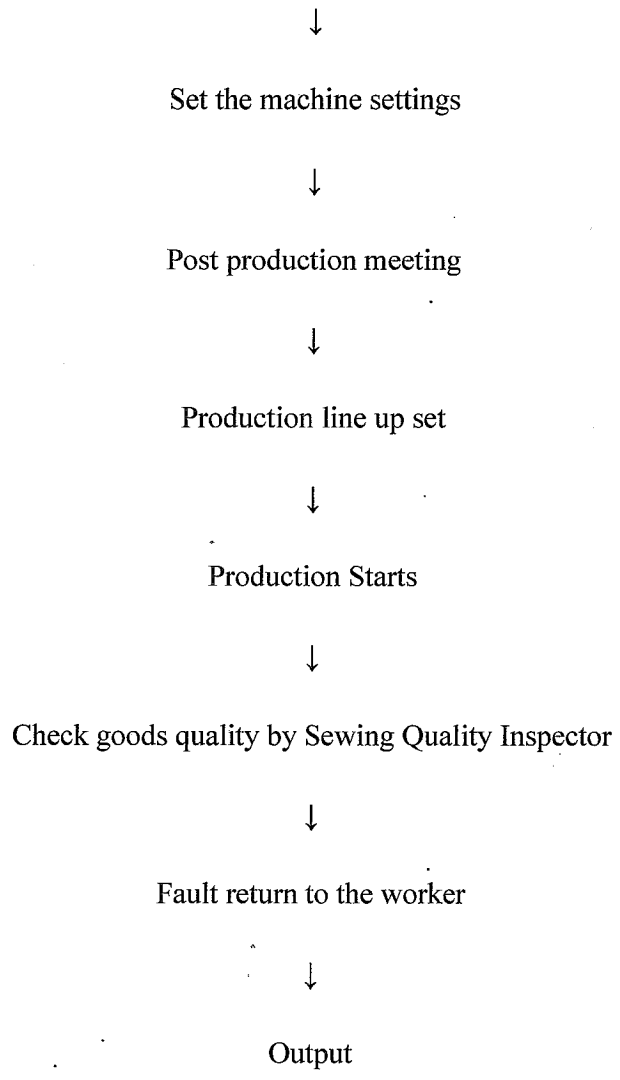 ↓
Set the machine settings
↓
Post production meeting
↓
Production line up set
↓
Production Starts
↓
Check goods quality by Sewing Quality Inspector
↓
Fault return to the worker
↓
Output